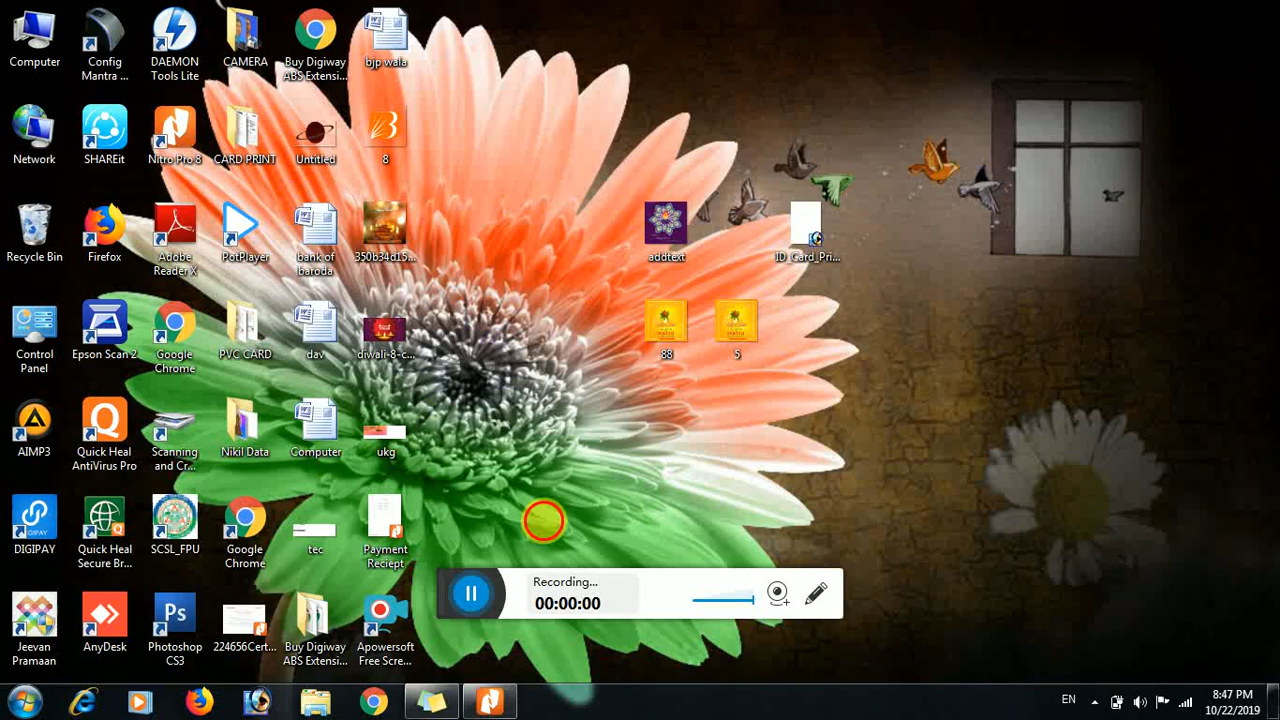 Computer
Config
Mantra ...
DAEMON
Tools Lite
CAMERA
Buy Digiway
ABS Extensi...
bjp wala
Network
SHAREit
Nitro Pro 8
CARD PRINT
Untitled
8
Recycle Bin
Firefox
Adobe
Reader X
PotPlayer
bank of
baroda
350b34d15...
addtext
ID_Card_Pri...
Control
Panel
Epson Scan 2
Google
Chrome
PVC CARD
dav
diwali-8-c...
88
5
AIMP3
Quick Heal
AntiVirus Pro
Scanning
and Cr...
Nikil Data
Computer
ukg
DIGIPAY
Quick Heal
Secure Br...
SCSL_FPU
Google
Chrome
tec
Payment
Reciept
Recording...
00:00:00
Jeevan
Pramaan
AnyDesk
Ps
Photoshop
CS3
224656Cert...
Buy Digiway
ABS Extensi...
Apowersoft
Free Scre...
EN
8:47 PM
10/22/2019